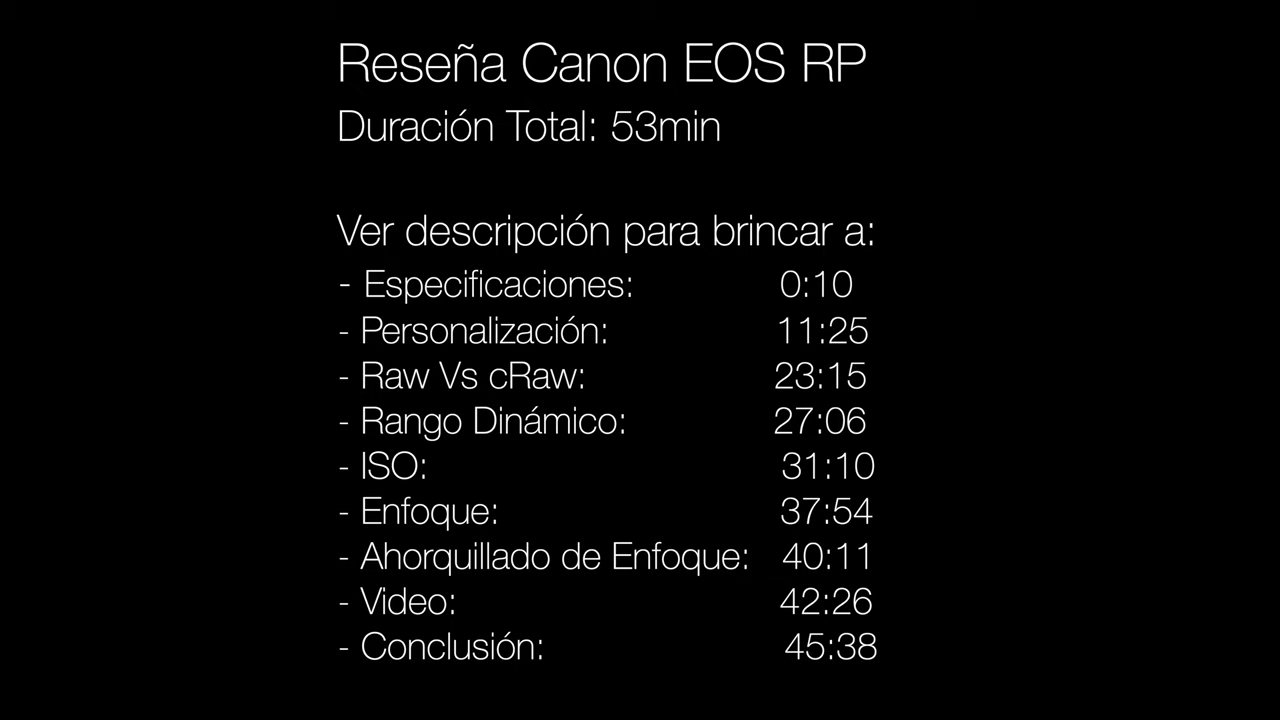 Reseña Canon EOS RP
Duración Total: 53min
Ver descripción para brincar a:
- Especificaciones: 0:10
- Personalización: 11:25
- Raw Vs cRaw: 23:15
- Rango Dinámico: 27:06
- ISO: 31:10
- Enfoque: 37:54
- Ahorquillado de Enfoque: 40:11
- Video: 42:26
- Conclusión: 45:38